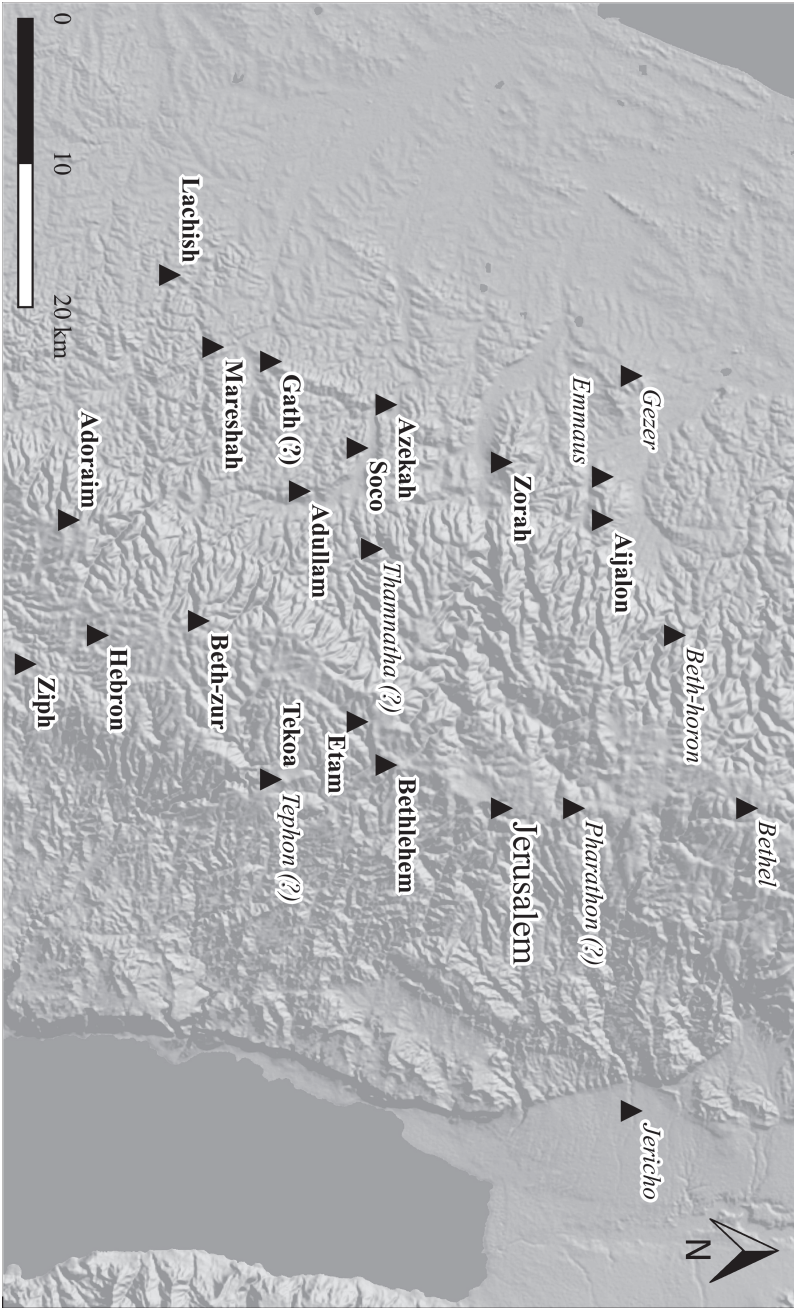 Bethel
N
Beth-horon
Gezer
Jericho
Aijalon
Pharathon (?)
Emmaus
Zorah
Jerusalem
Azekah
Bethlehem
Thamnatha (?)
Soco
Etam
Adullam
Gath (?)
Tekoa
Tephon (?)
Mareshah
Beth-zur
Lachish
Hebron
Adoraim
0 10 20 km
Ziph